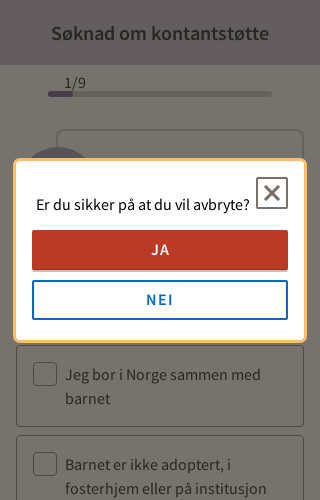 Søknad om kontantstøtte
1/9
Er du sikker på at du vil avbryte?
JA
NEI
Jeg bor i Norge sammen med
barnet
Barnet er ikke adoptert, i
fosterhjem eller på institusjon